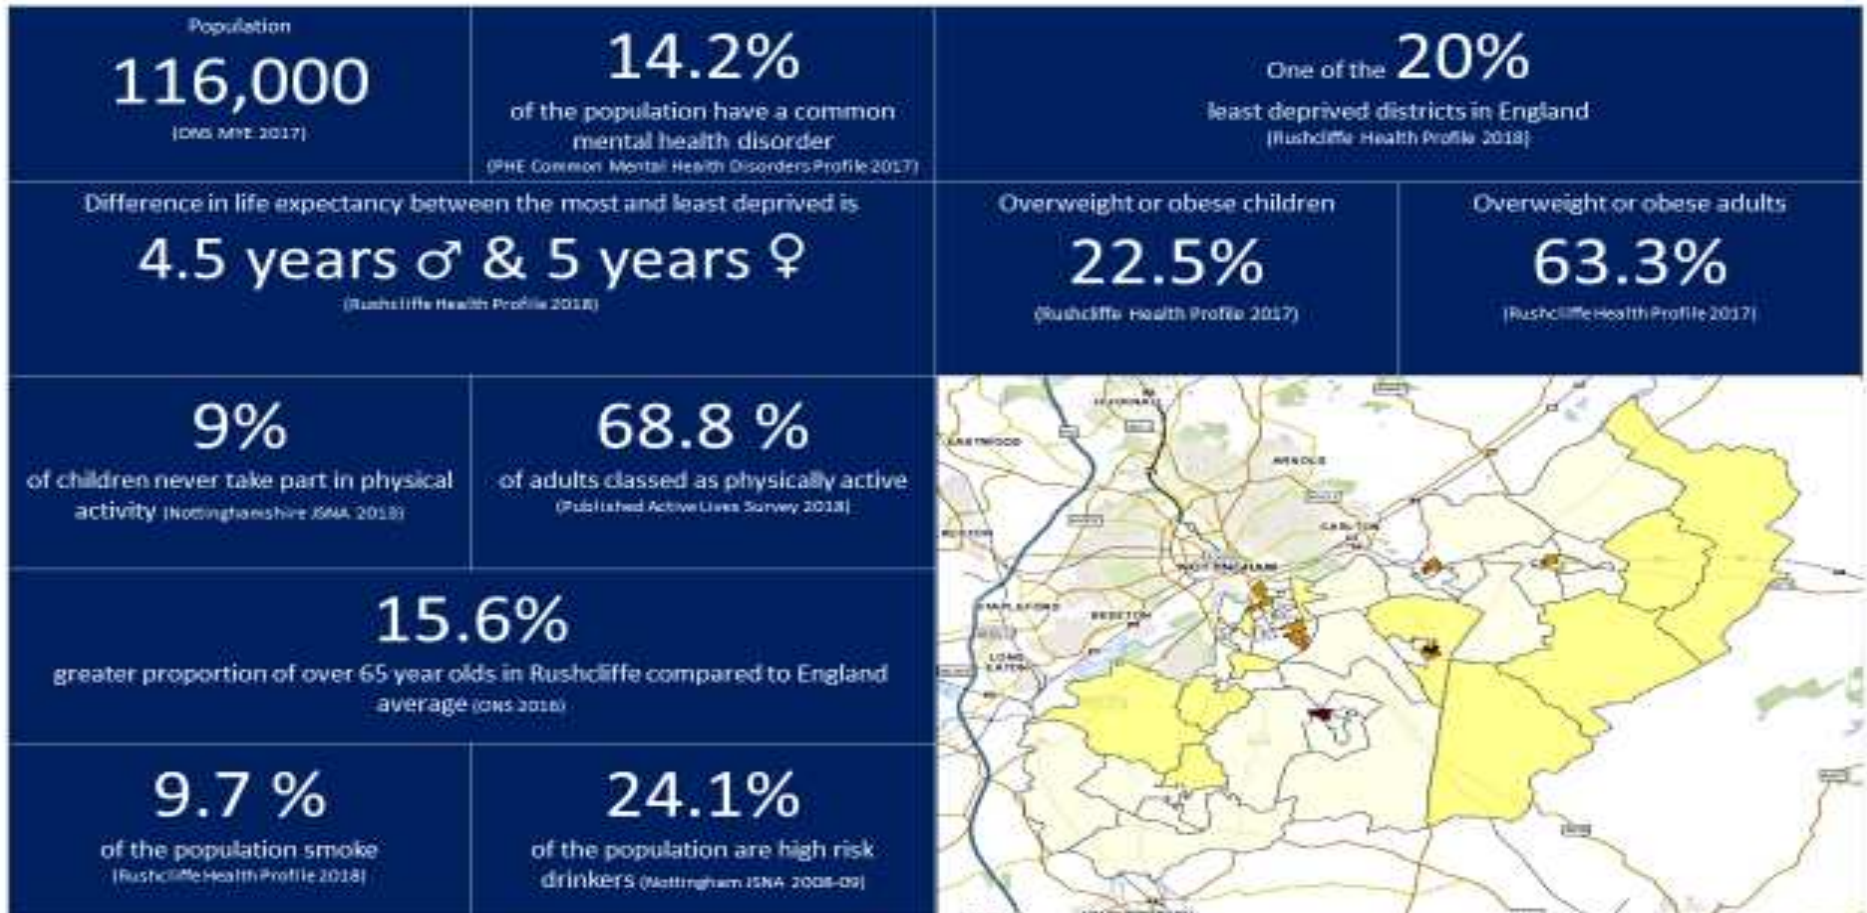 Population
116,000
(ONS MYE 2017)
14.2%
of the population have a common
mental health disorder
(PHE Common Mental Health Disorders Profile 2017)
One of the 20%
least deprived districts in England
(Rushcliffe Health Profile 2018)
Difference in life expectancy between the most and least deprived is
4.5 years ♂ & 5 years ♀
(Rushcliffe Health Profile 2018)
Overweight or obese children
22.5%
(Rushcliffe Health Profile 2017)
Overweight or obese adults
63.3%
(Rushcliffe Health Profile 2017)
9%
of children never take part in physical
activity (Nottinghamshire JSNA 2013)
68.8 %
of adults classed as physically active
(Published Active Lives Survey 2018)
15.6%
greater proportion of over 65 year olds in Rushcliffe compared to England
average (ONS 2016)
9.7 %
of the population smoke
(Rushcliffe Health Profile 2018)
24.1%
of the population are high risk
drinkers (Nottingham JSNA 2008-09)
EASTWOOD
ARNOLD
CARLTON
NOTTINGHAM
STAPLEFORD
BEESTON
LONG
EATON